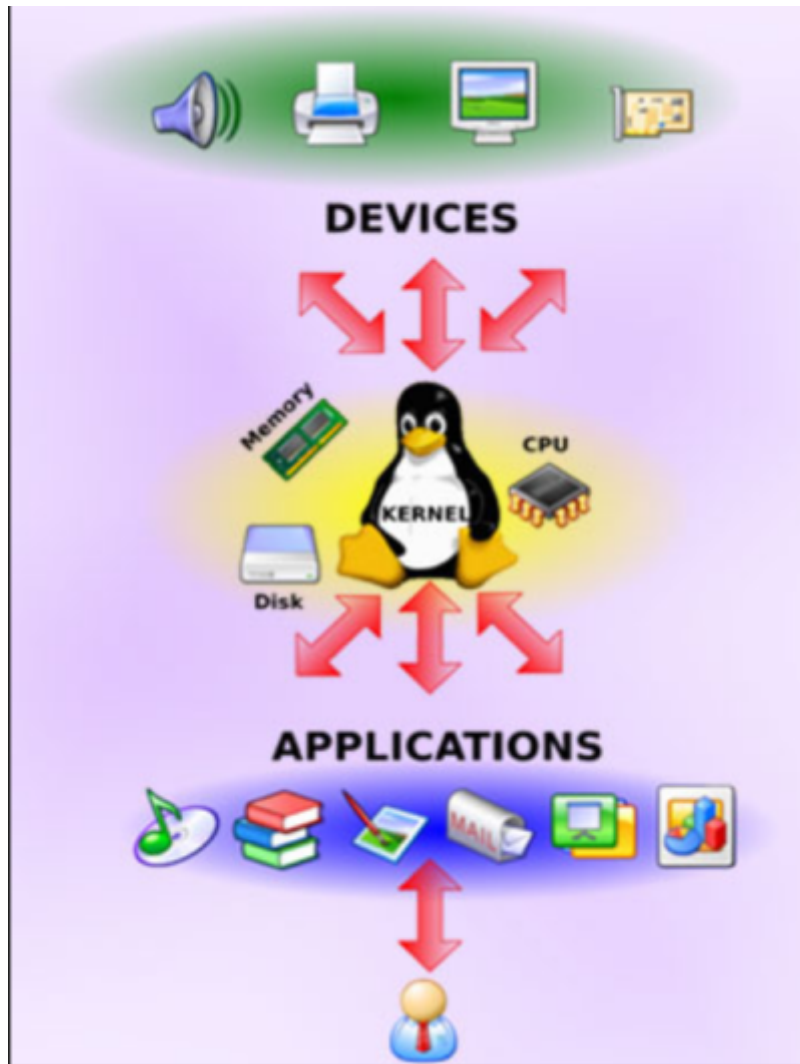 DEVICES
Memory
CPU
KERNEL
Disk
APPLICATIONS
MAIL